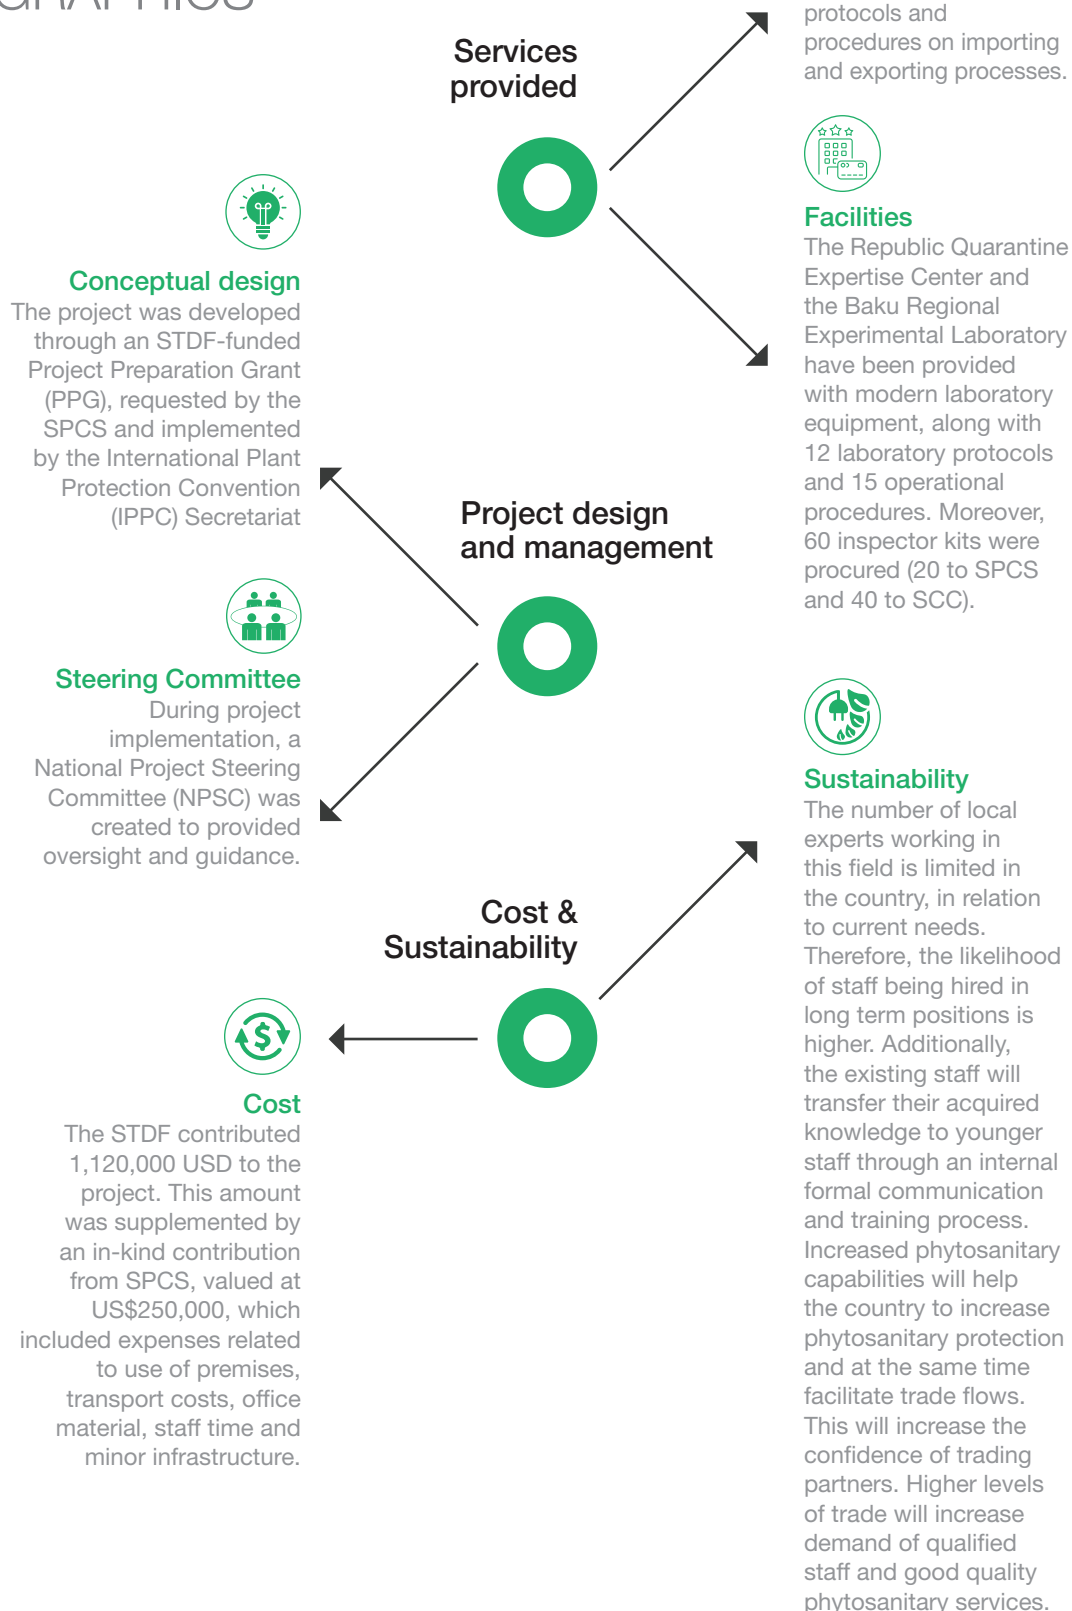 GRAPHICS
protocols and
procedures on importing
and exporting processes.
Services
provided
Facilities
The Republic Quarantine
Expertise Center and
the Baku Regional
Experimental Laboratory
have been provided
with modern laboratory
equipment, along with
12 laboratory protocols
and 15 operational
procedures. Moreover,
60 inspector kits were
procured (20 to SPCS
and 40 to SCC).
Conceptual design
The project was developed
through an STDF-funded
Project Preparation Grant
(PPG), requested by the
SPCS and implemented
by the International Plant
Protection Convention
(IPPC) Secretariat
Project design
and management
Steering Committee
During project
implementation, a
National Project Steering
Committee (NPSC) was
created to provided
oversight and guidance.
Cost &
Sustainability
Sustainability
The number of local
experts working in
this field is limited in
the country, in relation
to current needs.
Therefore, the likelihood
of staff being hired in
long term positions is
higher. Additionally,
the existing staff will
transfer their acquired
knowledge to younger
staff through an internal
formal communication
and training process.
Increased phytosanitary
capabilities will help
the country to increase
phytosanitary protection
and at the same time
facilitate trade flows.
This will increase the
confidence of trading
partners. Higher levels
of trade will increase
demand of qualified
staff and good quality
phytosanitary services.
Cost
The STDF contributed
1,120,000 USD to the
project. This amount
was supplemented by
an in-kind contribution
from SPCS, valued at
US$250,000, which
included expenses related
to use of premises,
transport costs, office
material, staff time and
minor infrastructure.